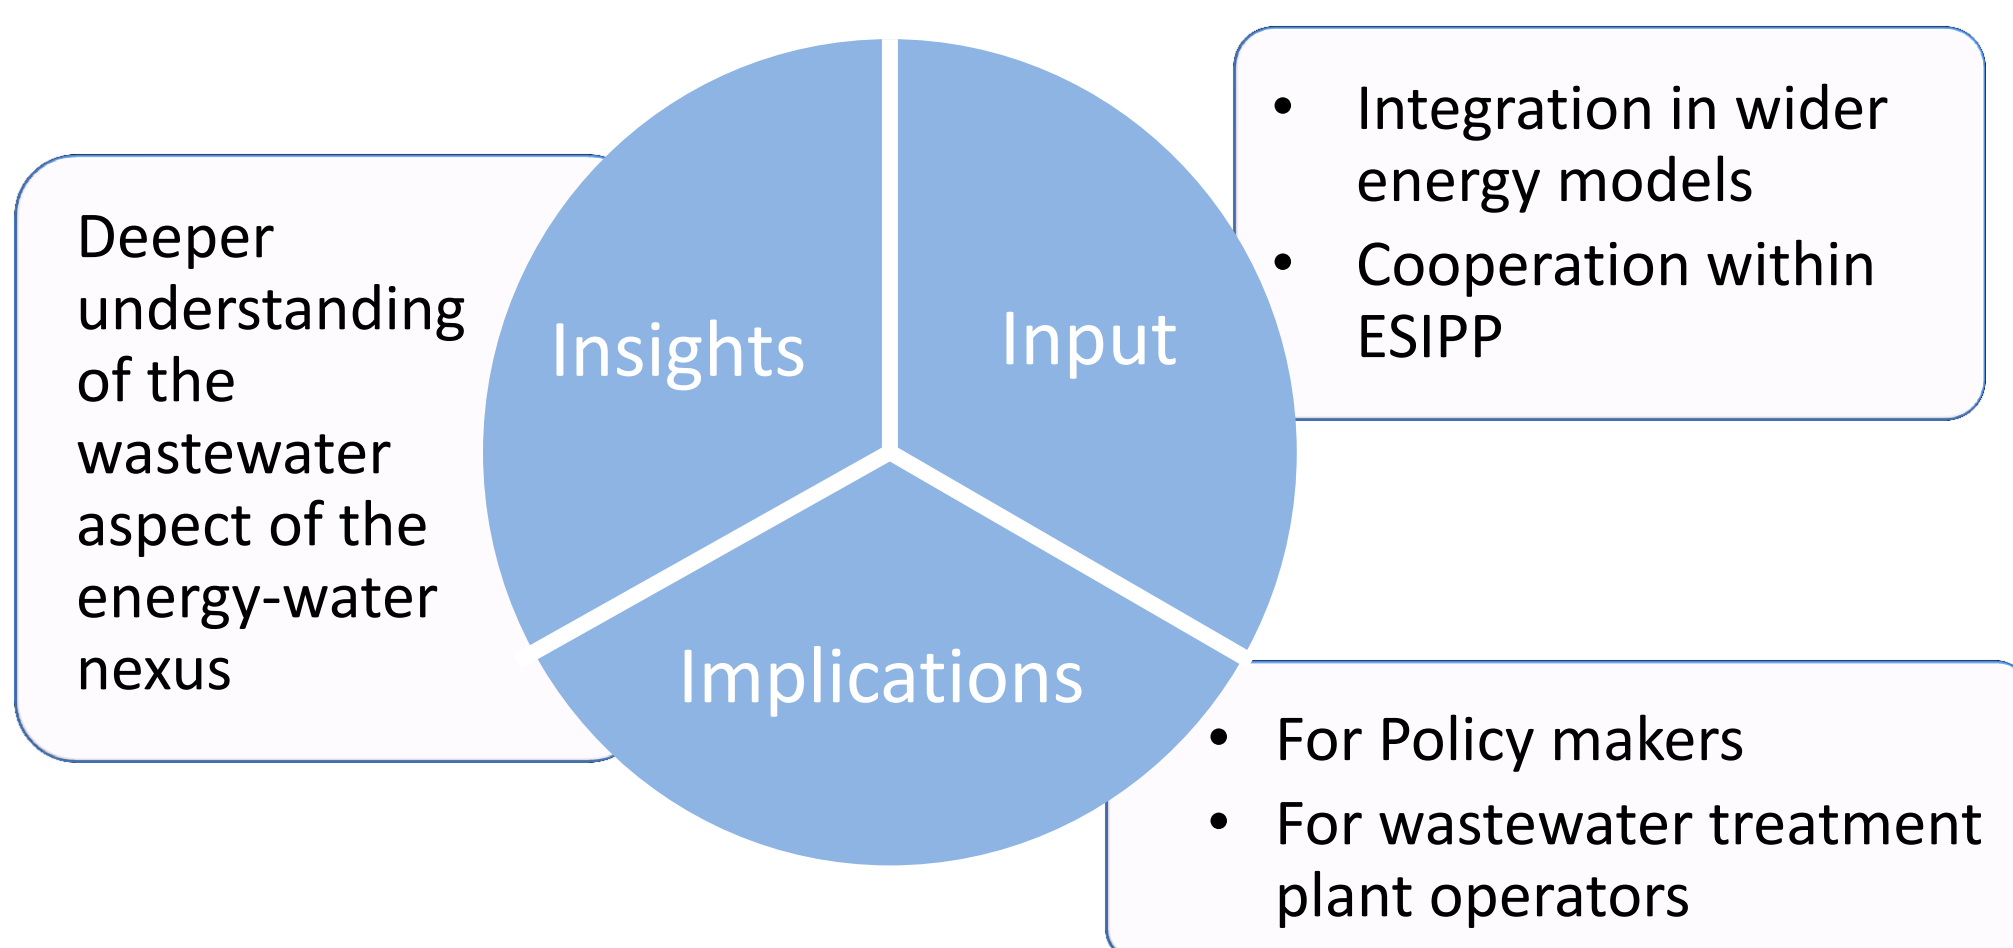 Deeper
understanding
of the
wastewater
aspect of the
energy-water
nexus
Insights
Input
• Integration in wider
energy models
• Cooperation within
ESIPP
Implications
• For Policy makers
• For wastewater treatment
plant operators